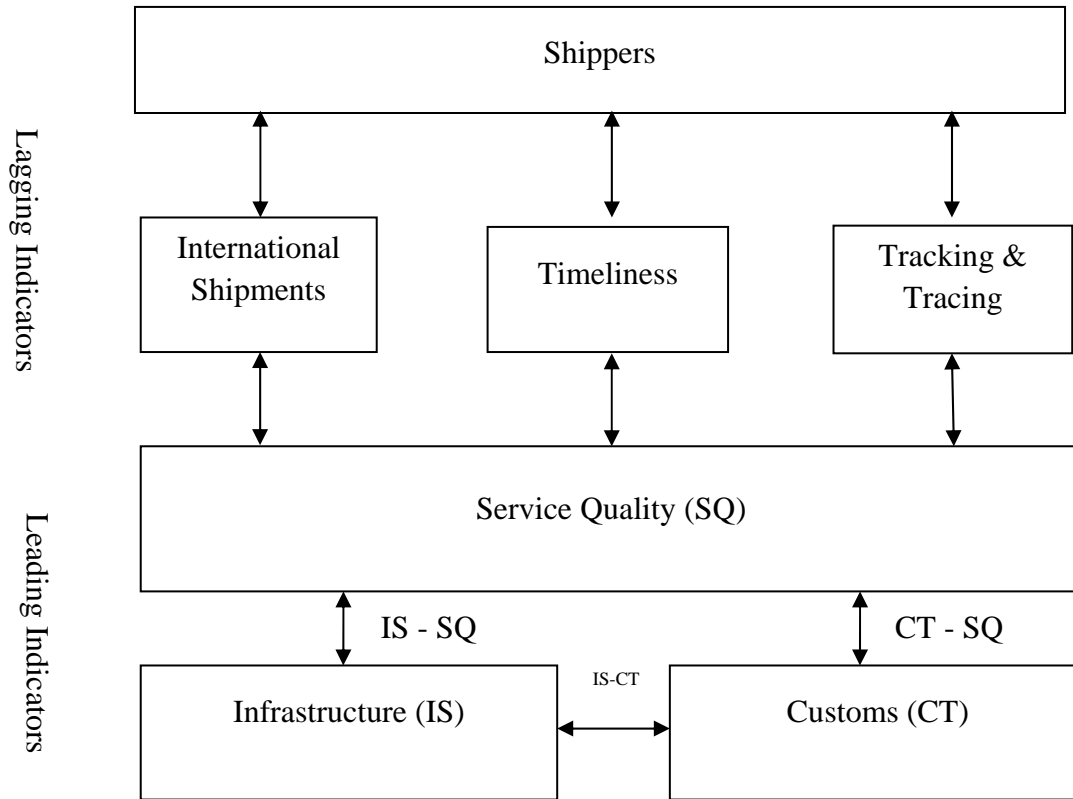 Shippers
Lagging Indicators
International
Shipments
Timeliness
Tracking &
Tracing
Service Quality (SQ)
Leading Indicators
IS - SQ
CT - SQ
IS-CT
Infrastructure (IS)
Customs (CT)